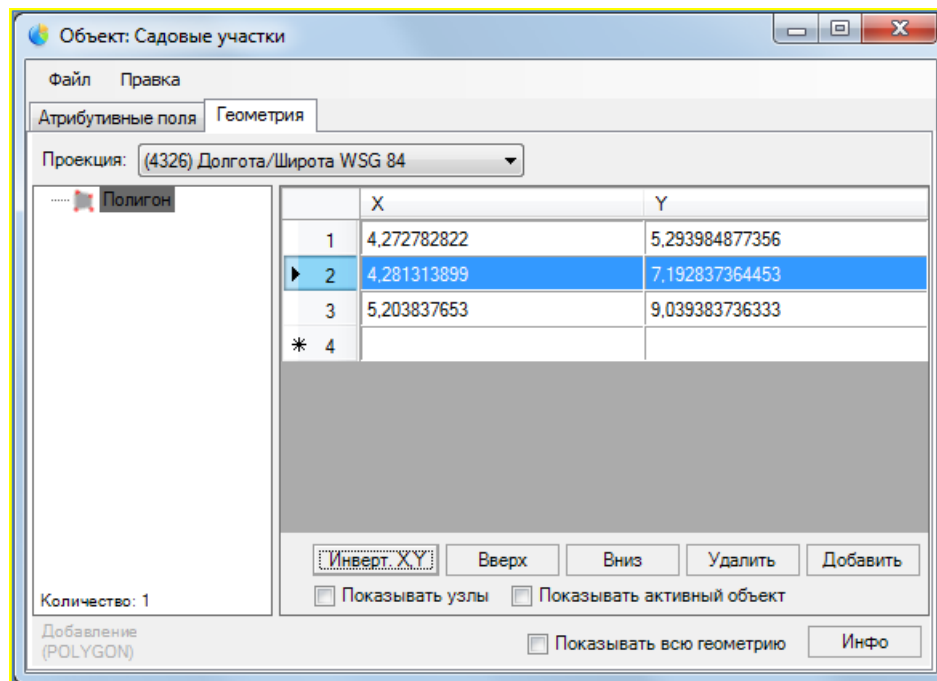 Объект: Садовые участки
Файл Правка
Атрибутивные поля Геометрия
Проекция: (4326) Долгота/Широта WSG 84
Полигон
X Y
1 4,272782822 5,293984877356
2 4,281313899 7,192837364453
3 5,203837653 9,039383736333
4
Инверт. X,Y Вверх Вниз Удалить Добавить
Показывать узлы Показывать активный объект
Количество: 1
Добавление
(POLYGON)
Показывать всю геометрию Инфо